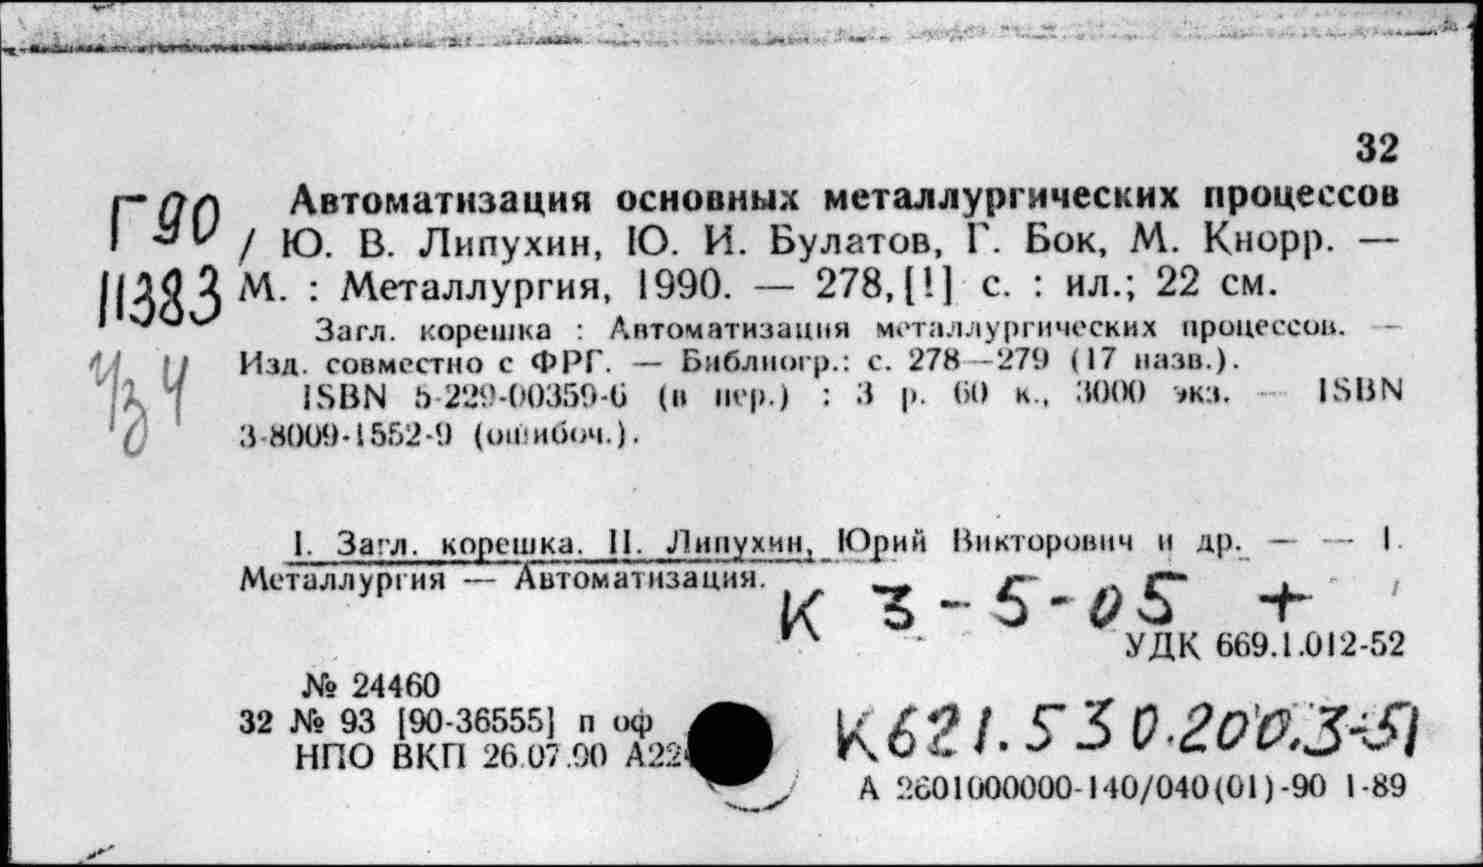 32
Г90 Автоматизация основных металлургических процессов
/ Ю. В. Липухин, Ю. И. Булатов, Г. Бок, М. Кнорр. —
11383 М. : Металлургия, 1990. — 278,[1] с. : ил.; 22 см.
Загл. корешка : Автоматизация металлургических процессов. —
Изд. совместно с ФРГ. — Библиогр.: с. 278—279 (17 назв.).
ISBN 5-229-00359-6 (в пер.) : 3 р. 60 к., 3000 экз. — ISBN
3-8009-1552-9 (ошибоч.).
I. Загл. корешка. II. Липухин, Юрий Викторович и др. — — 1.
Металлургия — Автоматизация.
К 3-5-05 +
УДК 669.1.012-52
№ 24460
32 № 93 [90-36555] п оф
НПО ВКП 26.07.90 А22
К621.530.200.3-51
А 2601000000-140/040(01)-90 1-89